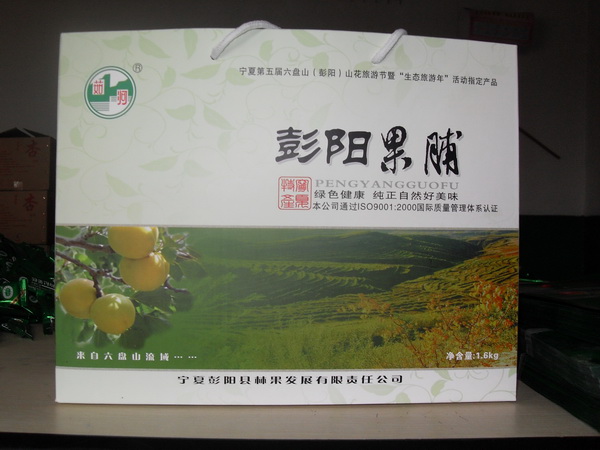 宁夏第五届六盘山（彭阳）山花旅游节暨“生态旅游年”活动指定产品
®
彭阳果脯
PENGYANGGUOFU
绿色健康 纯正自然好美味
本公司通过ISO9001:2000国际质量管理体系认证
来自六盘山流域……
净含量:1.6kg
宁夏彭阳县林果发展有限责任公司